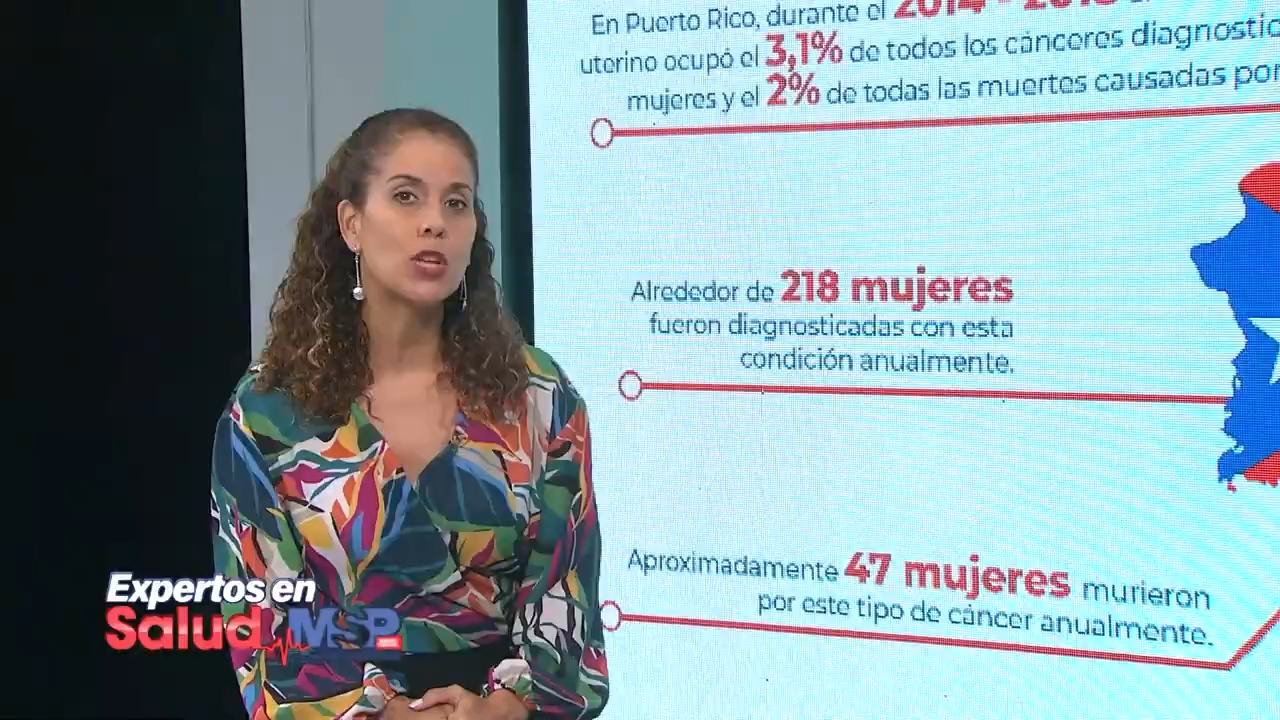 En Puerto Rico, durante el 2014 - 2018
uterino ocupó el 3,1% de todos los cánceres
mujeres y el 2% de todas las muertes causadas por
Alrededor de 218 mujeres
fueron diagnosticadas con esta
condición anualmente.
Aproximadamente 47 mujeres murieron
por este tipo de cáncer anualmente.
Expertos en
Salud MSP